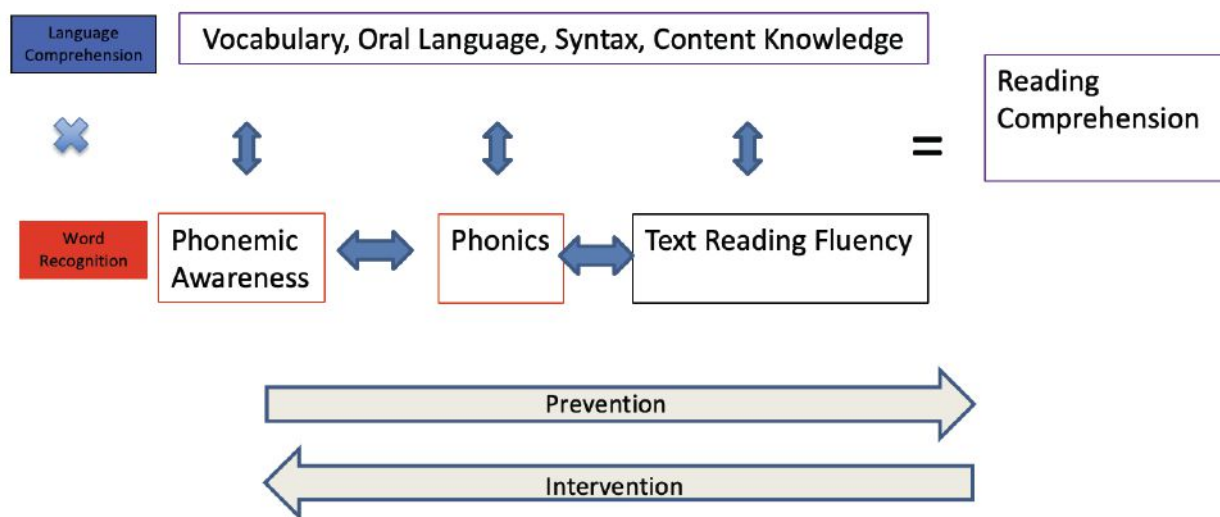 Language
Comprehension
Vocabulary, Oral Language, Syntax, Content Knowledge
Reading
Comprehension
=
Word
Recognition
Phonemic
Awareness
Phonics
Text Reading Fluency
Prevention
Intervention